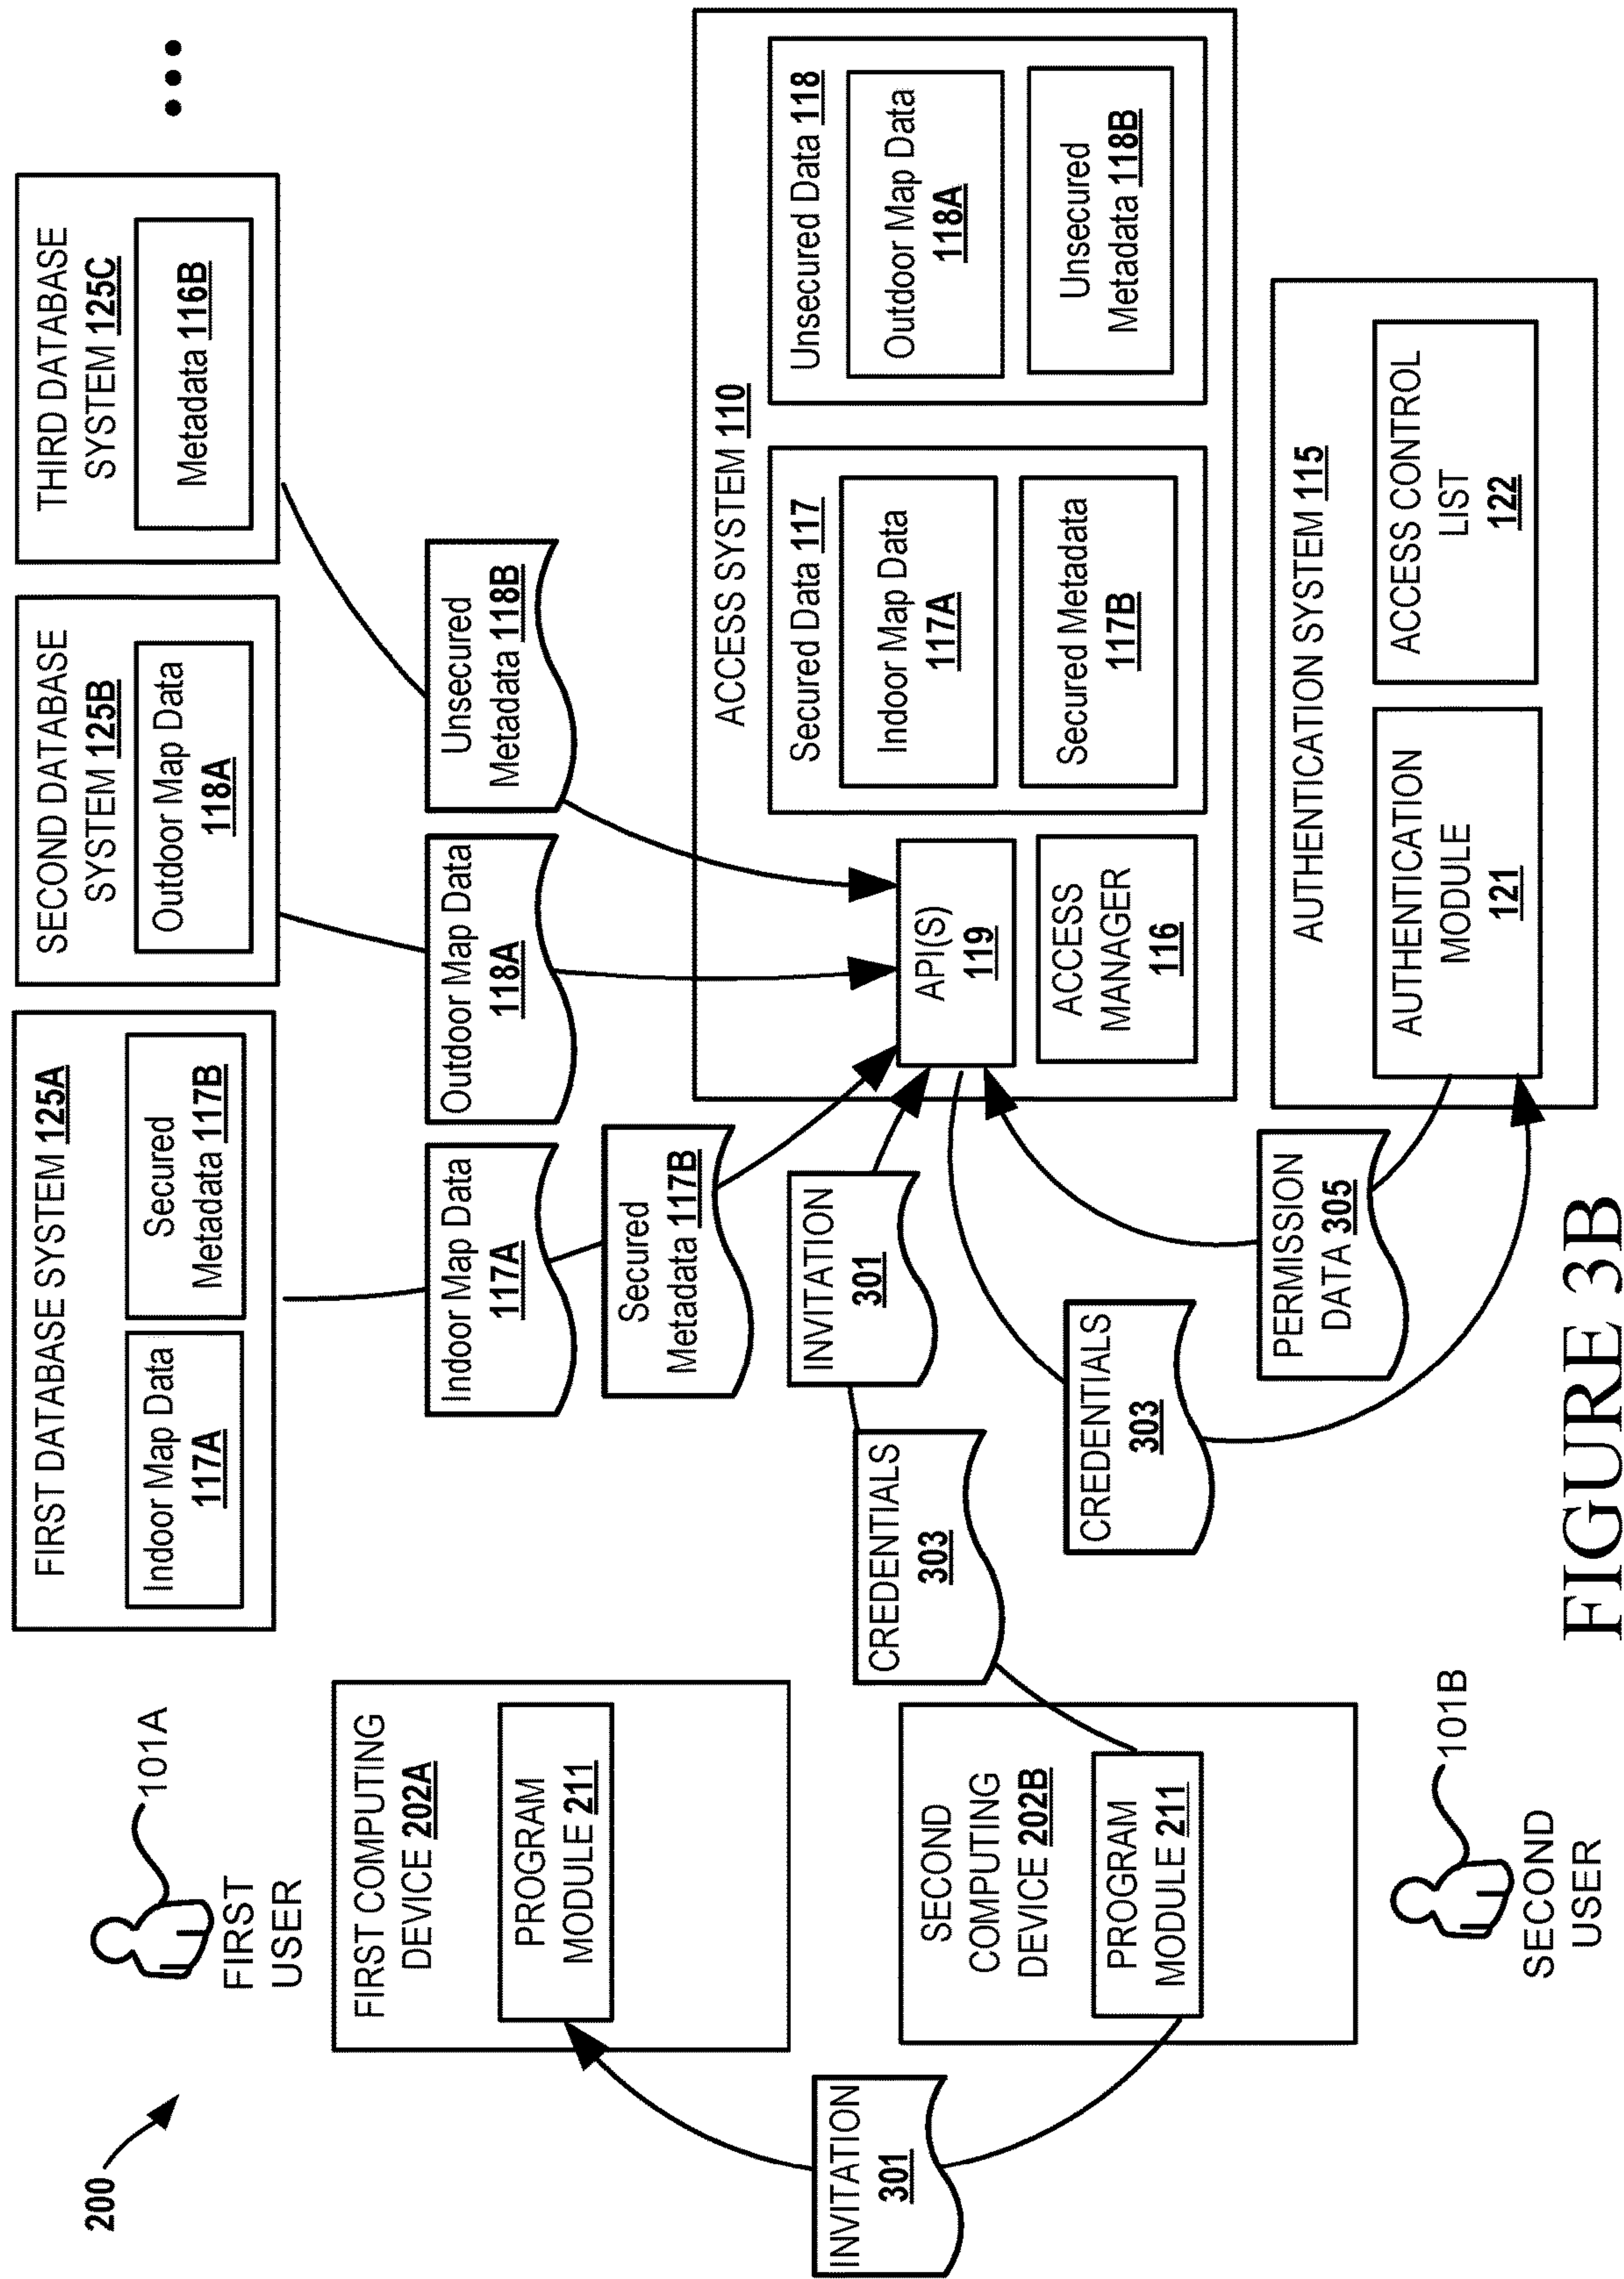 200
101A
FIRST
USER
FIRST DATABASE SYSTEM 125A
Indoor Map Data
117A
Secured
Metadata 117B
SECOND DATABASE
SYSTEM 125B
Outdoor Map Data
118A
THIRD DATABASE
SYSTEM 125C
Metadata 116B
FIRST COMPUTING
DEVICE 202A
PROGRAM
MODULE 211
Indoor Map Data
117A
Outdoor Map Data
118A
Unsecured
Metadata 118B
Secured
Metadata 117B
INVITATION
301
INVITATION
301
CREDENTIALS
303
SECOND
COMPUTING
DEVICE 202B
PROGRAM
MODULE 211
CREDENTIALS
303
ACCESS SYSTEM 110
API(S)
119
ACCESS
MANAGER
116
Secured Data 117
Indoor Map Data
117A
Secured Metadata
117B
Unsecured Data 118
Outdoor Map Data
118A
Unsecured
Metadata 118B
PERMISSION
DATA 305
AUTHENTICATION SYSTEM 115
AUTHENTICATION
MODULE
121
ACCESS CONTROL
LIST
122
101B
SECOND
USER
FIGURE 3B